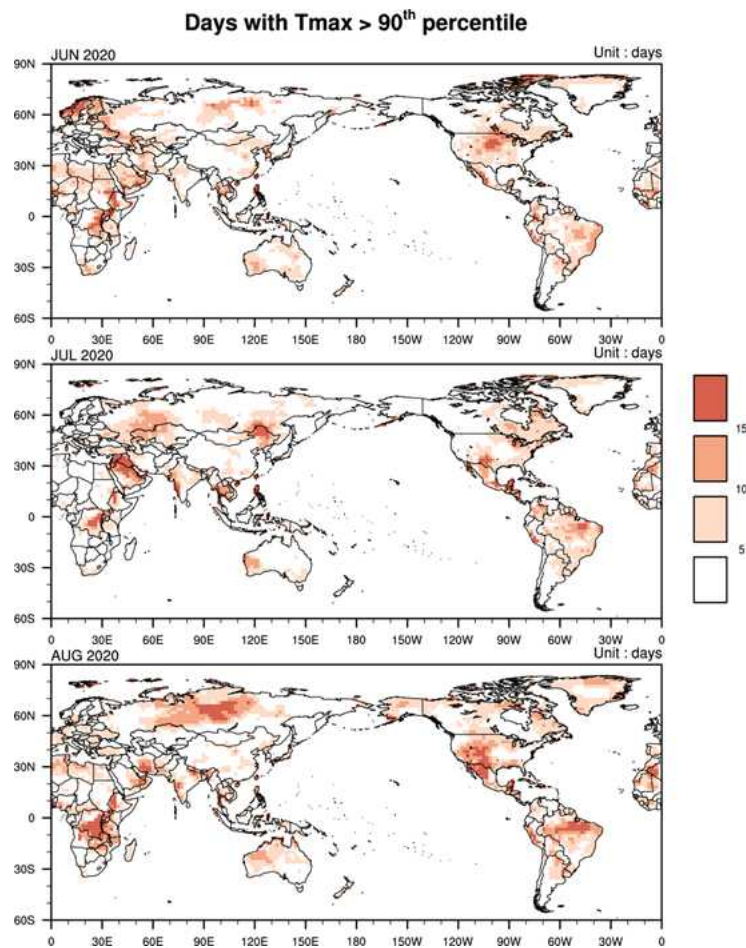 Days with Tmax > 90th percentile
JUN 2020 Unit : days
90N
60N
30N
0
30S
60S
0 30E 60E 90E 120E 150E 180 150W 120W 90W 60W 30W 0
JUL 2020 Unit : days
90N
60N
30N
0
30S
60S
0 30E 60E 90E 120E 150E 180 150W 120W 90W 60W 30W 0
AUG 2020 Unit : days
90N
60N
30N
0
30S
60S
0 30E 60E 90E 120E 150E 180 150W 120W 90W 60W 30W 0
15
10
5